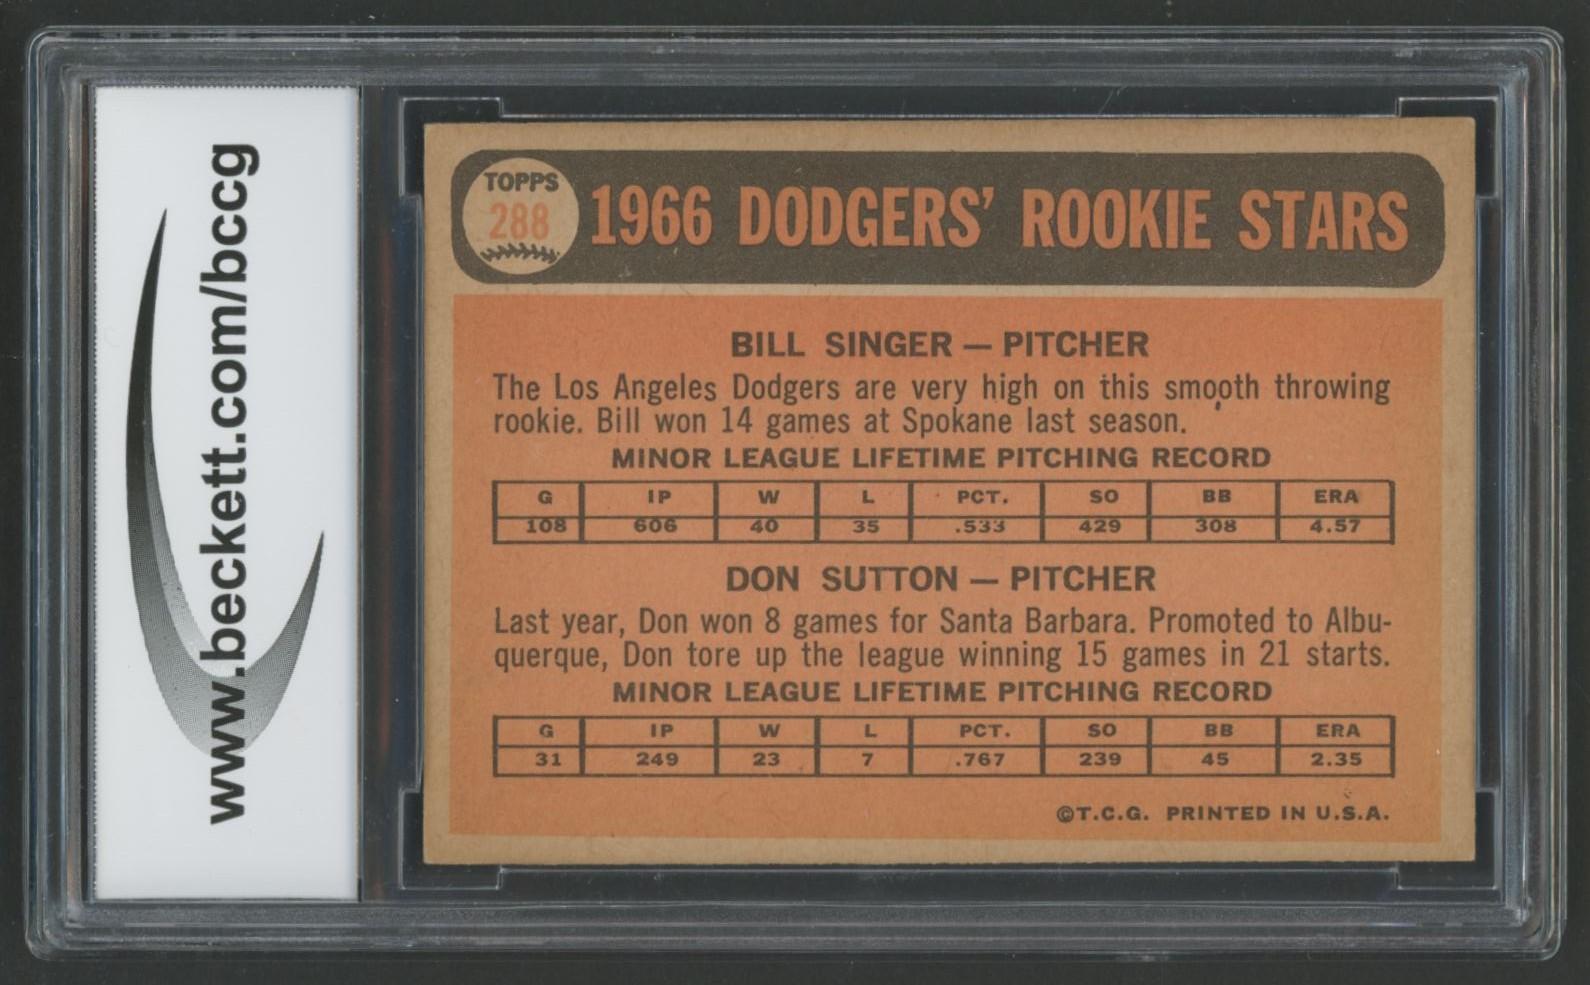 www.beckett.com/bccg
TOPPS
288
1966 DODGERS' ROOKIE STARS
BILL SINGER — PITCHER
The Los Angeles Dodgers are very high on this smooth throwing
rookie. Bill won 14 games at Spokane last season.
MINOR LEAGUE LIFETIME PITCHING RECORD
G IP W L PCT. SO BB ERA
108 606 40 35 .533 429 308 4.57
DON SUTTON — PITCHER
Last year, Don won 8 games for Santa Barbara. Promoted to Albu-
querque, Don tore up the league winning 15 games in 21 starts.
MINOR LEAGUE LIFETIME PITCHING RECORD
G IP W L PCT. SO BB ERA
31 249 23 7 .767 239 45 2.35
©T.C.G. PRINTED IN U.S.A.